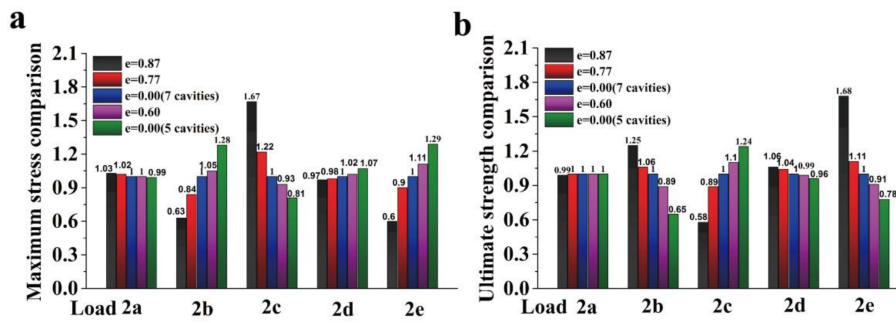 a
Maximum stress comparison
2.1
1.8
1.5
1.2
0.9
0.6
0.3
0.0
e=0.87
e=0.77
e=0.00(7 cavities)
e=0.60
e=0.00(5 cavities)
1.03 1.02 1 1 0.99
0.63 0.84 1 1.05 1.28
1.67 1.22 1 0.93 0.81
0.97 0.98 1 1.02 1.07
0.6 0.9 1 1.11 1.29
Load 2a 2b 2c 2d 2e
b
Ultimate strength comparison
2.1
1.8
1.5
1.2
0.9
0.6
0.3
0.0
e=0.87
e=0.77
e=0.00(7 cavities)
e=0.60
e=0.00(5 cavities)
0.99 1 1 1 1
1.25 1.06 1 0.89 0.65
0.58 0.89 1 1.1 1.24
1.06 1.04 1 0.99 0.96
1.68 1.11 1 0.91 0.78
Load 2a 2b 2c 2d 2e